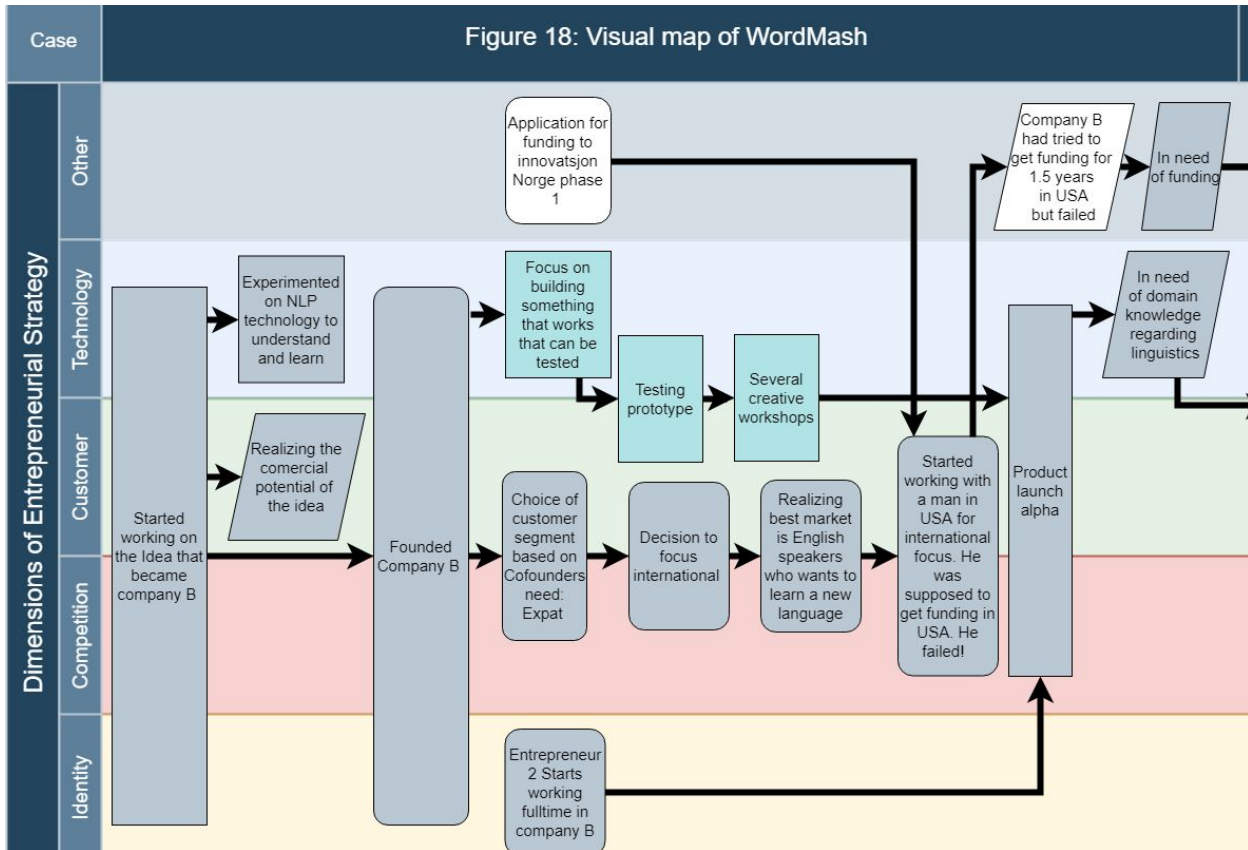 Case
Figure 18: Visual map of WordMash
Dimensions of Entrepreneurial Strategy
Other
Application for
funding to
innovatsjon
Norge phase
1
Company B
had tried to
get funding for
1.5 years
in USA
but failed
In need
of funding
Technology
Experimented
on NLP
technology to
understand
and learn
Focus on
building
something
that works
that can be
tested
Testing
prototype
Several
creative
workshops
In need
of domain
knowledge
regarding
linguistics
Customer
Started
working on
the Idea that
became
company B
Realizing the
comercial
potential of
the idea
Founded
Company B
Choice of
customer
segment
based on
Cofounders
need:
Expat
Decision to
focus
international
Realizing
best market
is English
speakers
who wants to
learn a new
language
Started
working with
a man in
USA for
international
focus. He
was
supposed to
get funding in
USA. He
failed!
Product
launch
alpha
Competition
Identity
Entrepreneur
2 Starts
working
fulltime in
company B